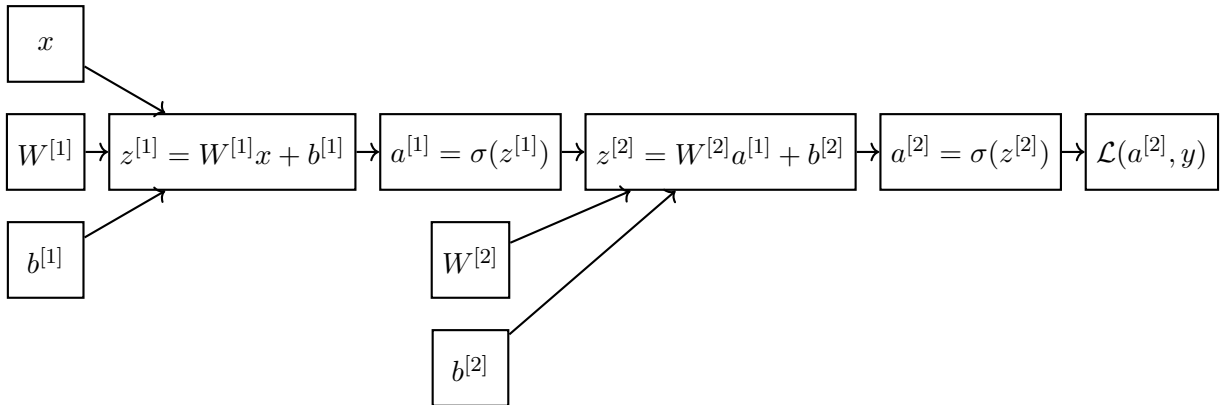 x
W^{[1]}
z^{[1]} = W^{[1]}x + b^{[1]}
a^{[1]} = σ(z^{[1]})
z^{[2]} = W^{[2]}a^{[1]} + b^{[2]}
a^{[2]} = σ(z^{[2]})
ℒ(a^{[2]}, y)
b^{[1]}
W^{[2]}
b^{[2]}